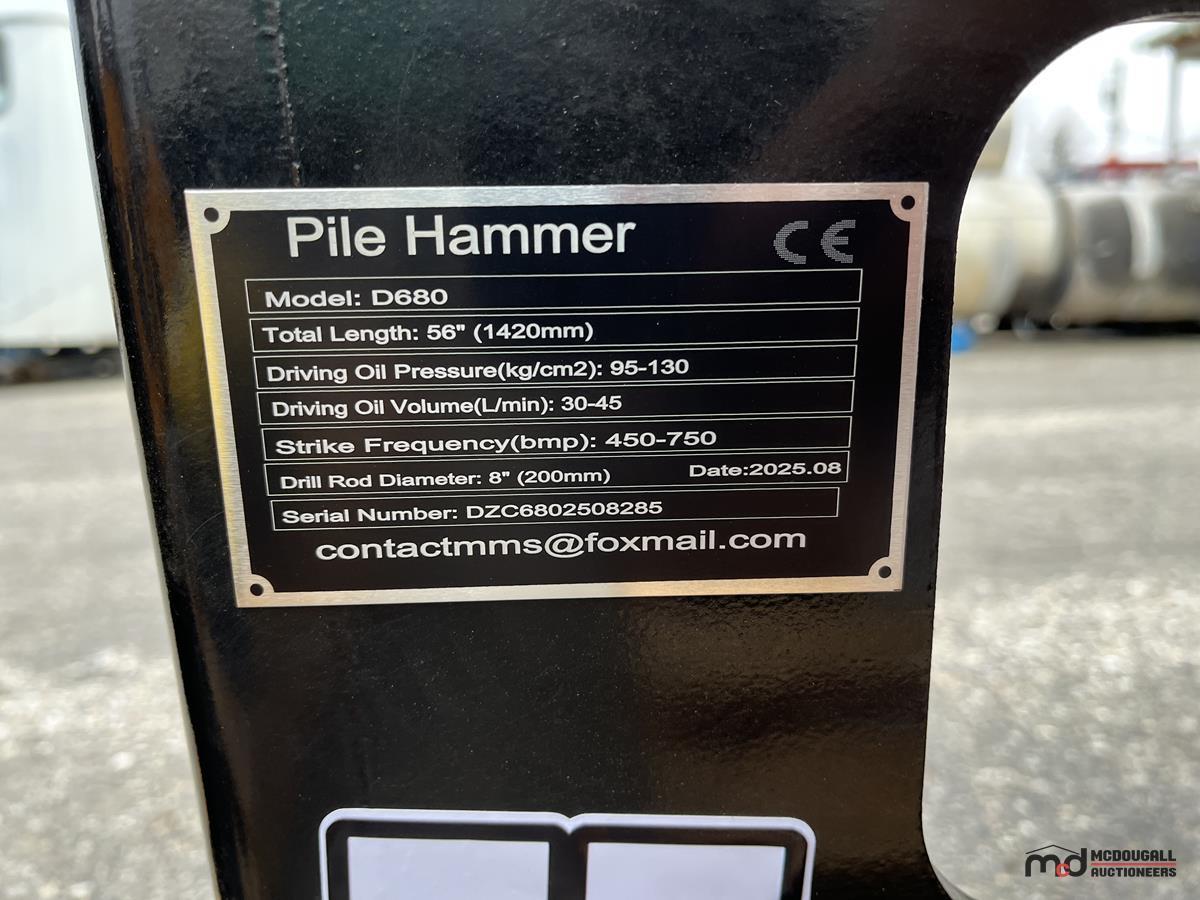 Pile Hammer CE
Model: D680
Total Length: 56" (1420mm)
Driving Oil Pressure(kg/cm2): 95-130
Driving Oil Volume(L/min): 30-45
Strike Frequency(bmp): 450-750
Drill Rod Diameter: 8" (200mm) Date:2025.08
Serial Number: DZC6802508285
contactmms@foxmail.com
mcd MCDOUGALL
AUCTIONEERS